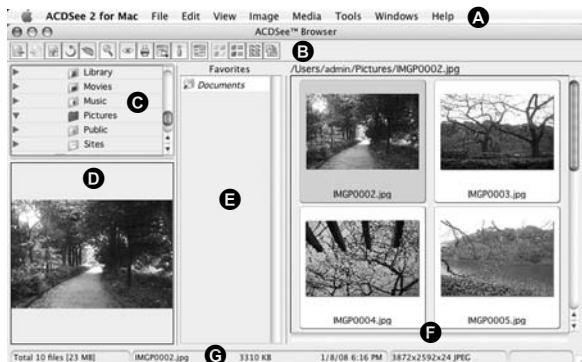 ACDSee 2 for Mac File Edit View Image Media Tools Windows Help A
ACDSee™ Browser
B
Library
Movies
Music
Pictures
Public
Sites
C
Favorites
Documents
E
/Users/admin/Pictures/IMGP0002.jpg
IMGP0002.jpg
IMGP0003.jpg
IMGP0004.jpg
IMGP0005.jpg
D
F
Total 10 files [23 MB] IMGP0002.jpg G 3310 KB 1/8/08 6:16 PM 3872x2592x24 JPEG